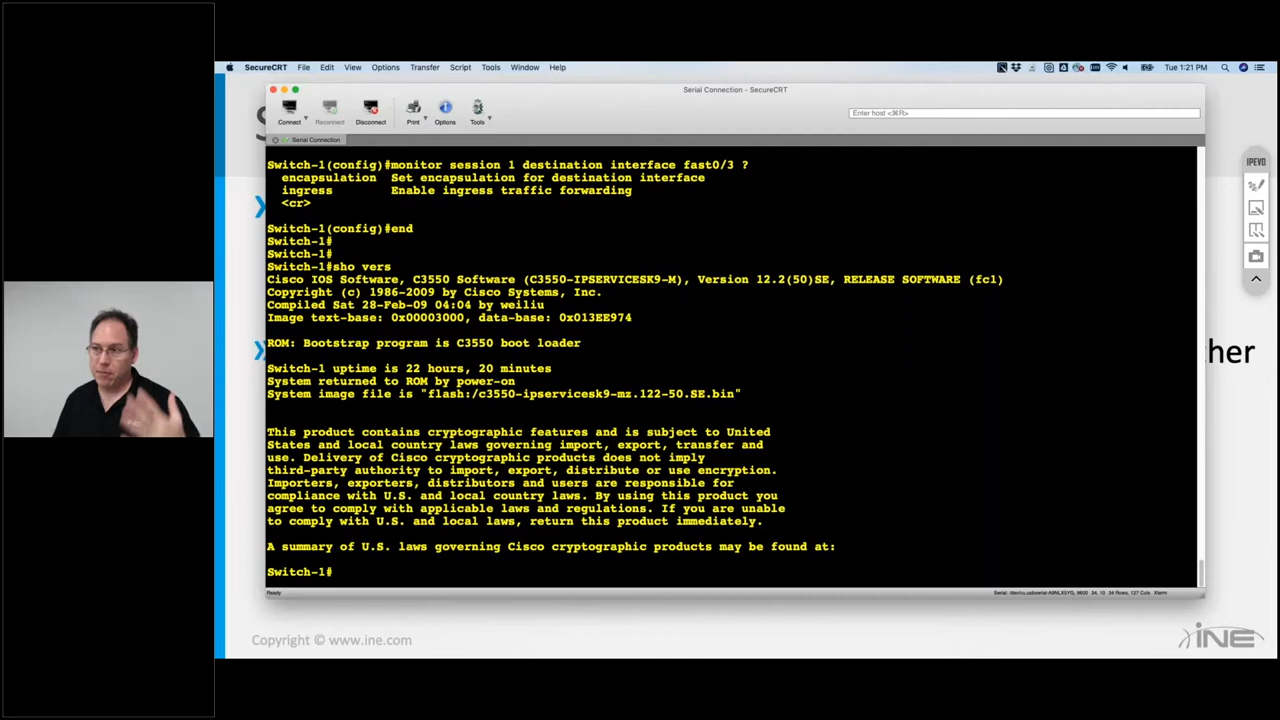 SecureCRT File Edit View Options Transfer Script Tools Window Help Tue 1:21 PM
Serial Connection - SecureCRT
Connect Reconnect Disconnect Print Options Tools
Enter host <⌘R>
Serial Connection
Switch-1(config)#monitor session 1 destination interface fast0/3 ?
encapsulation Set encapsulation for destination interface
ingress Enable ingress traffic forwarding
<cr>
Switch-1(config)#end
Switch-1#
Switch-1#
Switch-1#sho vers
Cisco IOS Software, C3550 Software (C3550-IPSERVICESK9-M), Version 12.2(50)SE, RELEASE SOFTWARE (fc1)
Copyright (c) 1986-2009 by Cisco Systems, Inc.
Compiled Sat 28-Feb-09 04:04 by weiliu
Image text-base: 0x00003000, data-base: 0x013EE974
ROM: Bootstrap program is C3550 boot loader
Switch-1 uptime is 22 hours, 20 minutes
System returned to ROM by power-on
System image file is "flash:/c3550-ipservicesk9-mz.122-50.SE.bin"
This product contains cryptographic features and is subject to United
States and local country laws governing import, export, transfer and
use. Delivery of Cisco cryptographic products does not imply
third-party authority to import, export, distribute or use encryption.
Importers, exporters, distributors and users are responsible for
compliance with U.S. and local country laws. By using this product you
agree to comply with applicable laws and regulations. If you are unable
to comply with U.S. and local laws, return this product immediately.
A summary of U.S. laws governing Cisco cryptographic products may be found at:
Switch-1#
Ready
34, 10 34 Rows, 127 Cols Xterm
IPEVO
her
Copyright © www.ine.com
iNE